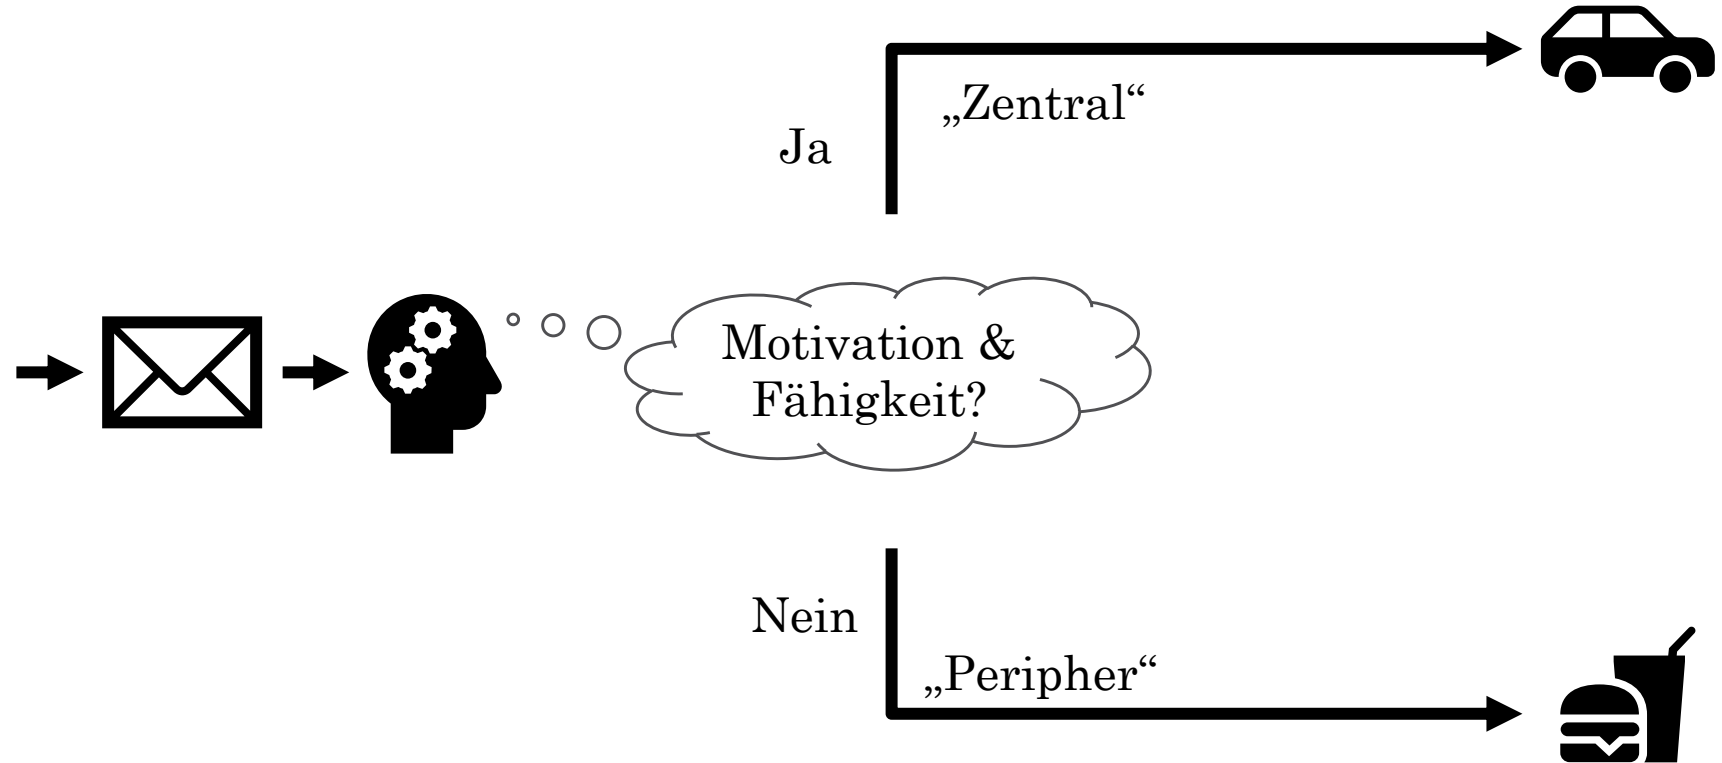 „Zentral“
Ja
Motivation &
Fähigkeit?
Nein
„Peripher“